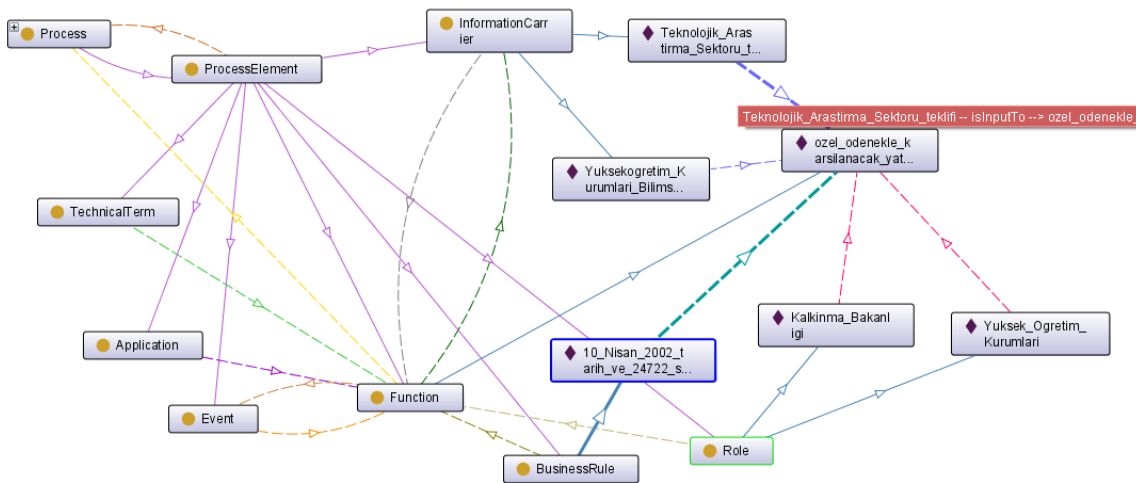 Process
InformationCarr
ier
Teknolojik_Aras
tirma_Sektoru_t...
ProcessElement
Teknolojik_Arastirma_Sektoru_teklifi -- isInputTo --> ozel_odenekle_
ozel_odenekle_k
arsilanacak_yat...
Yuksekogretim_K
urumlari_Bilims...
TechnicalTerm
Kalkinma_Bakanl
igi
Yuksek_Ogretim_
Kurumlari
Application
10_Nisan_2002_t
arih_ve_24722_s...
Function
Event
Role
BusinessRule